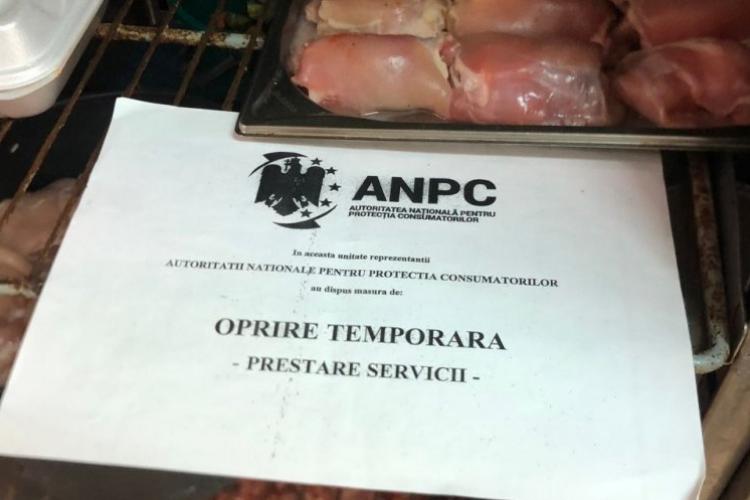 ANPC
AUTORITATEA NAȚIONALĂ PENTRU
PROTECȚIA CONSUMATORILOR
In aceasta unitate reprezentantii
AUTORITATII NATIONALE PENTRU PROTECTIA CONSUMATORILOR
au dispus masura de:
OPRIRE TEMPORARA
- PRESTARE SERVICII -